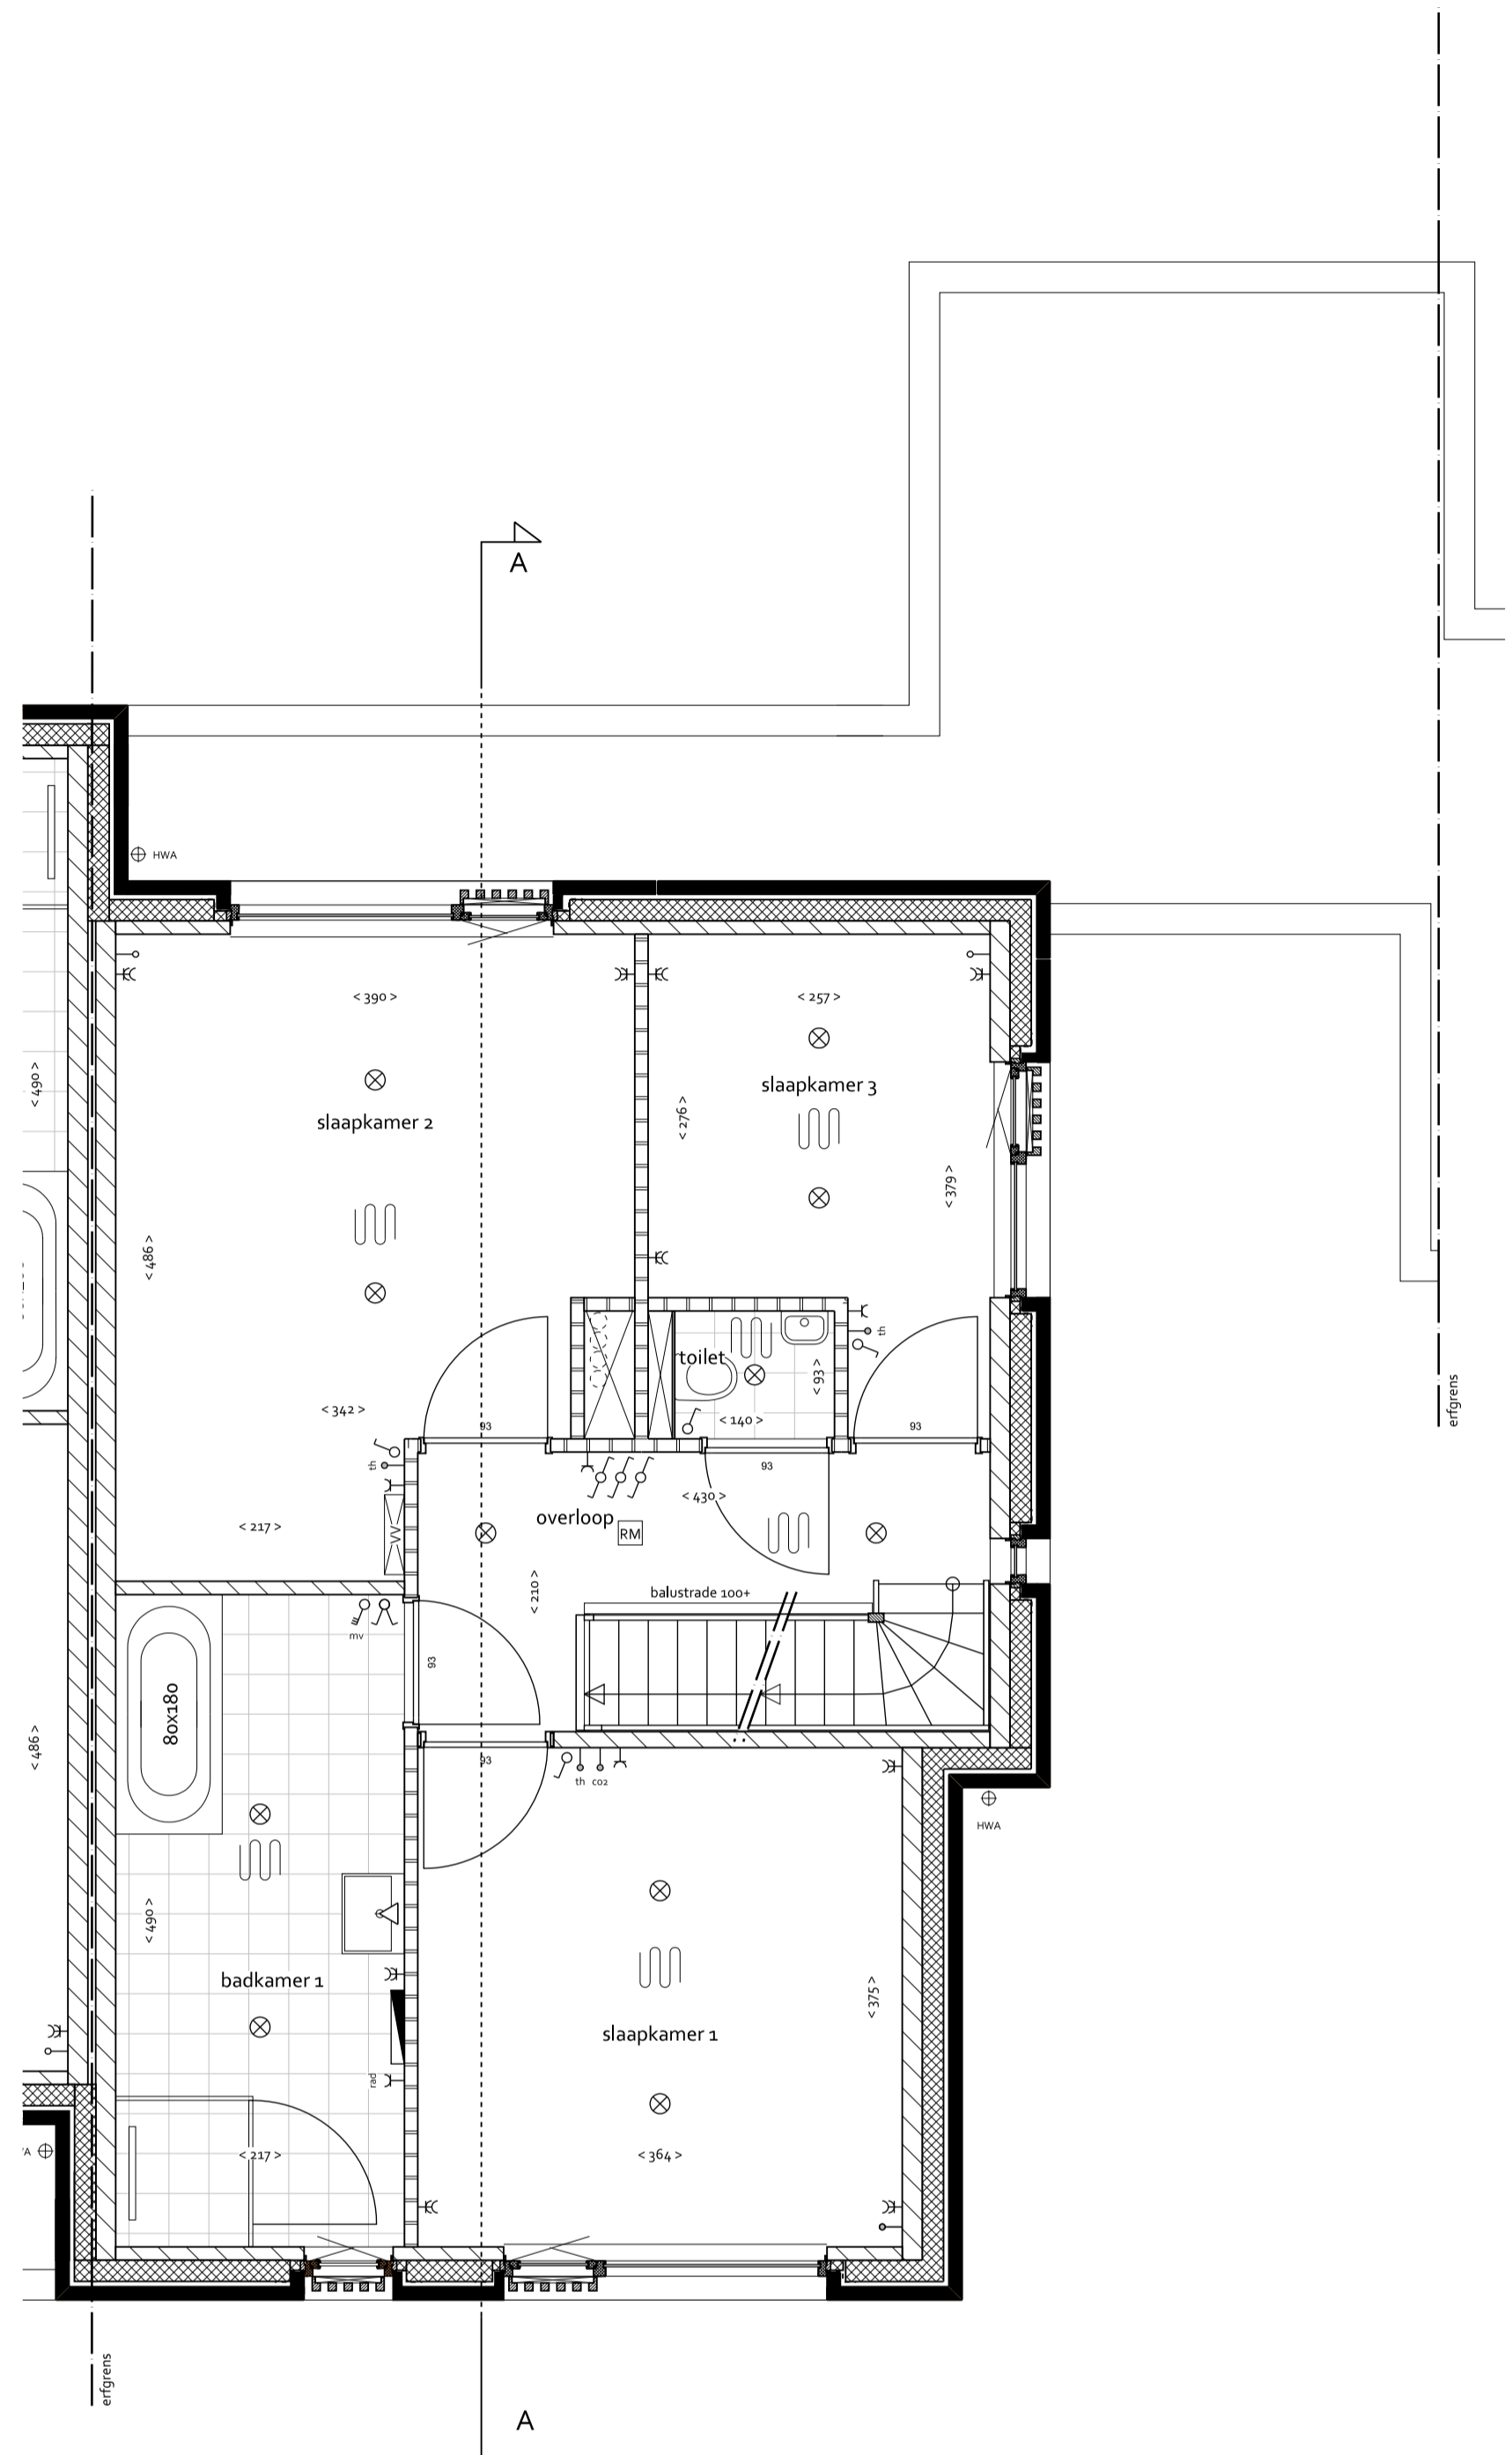 A
HWA
< 390 >
< 257 >
< 490 >
slaapkamer 3
slaapkamer 2
< 276 >
< 379 >
< 486 >
th
toilet
< 93 >
erfgrens
< 342 >
< 140 >
93
93
th
93
< 430 >
overloop
RM
< 217 >
VV
< 210 >
balustrade 100+
mv
93
80x180
< 486 >
93
th
co2
HWA
< 490 >
badkamer 1
< 375 >
slaapkamer 1
rad
< 217 >
< 364 >
erfgrens
A